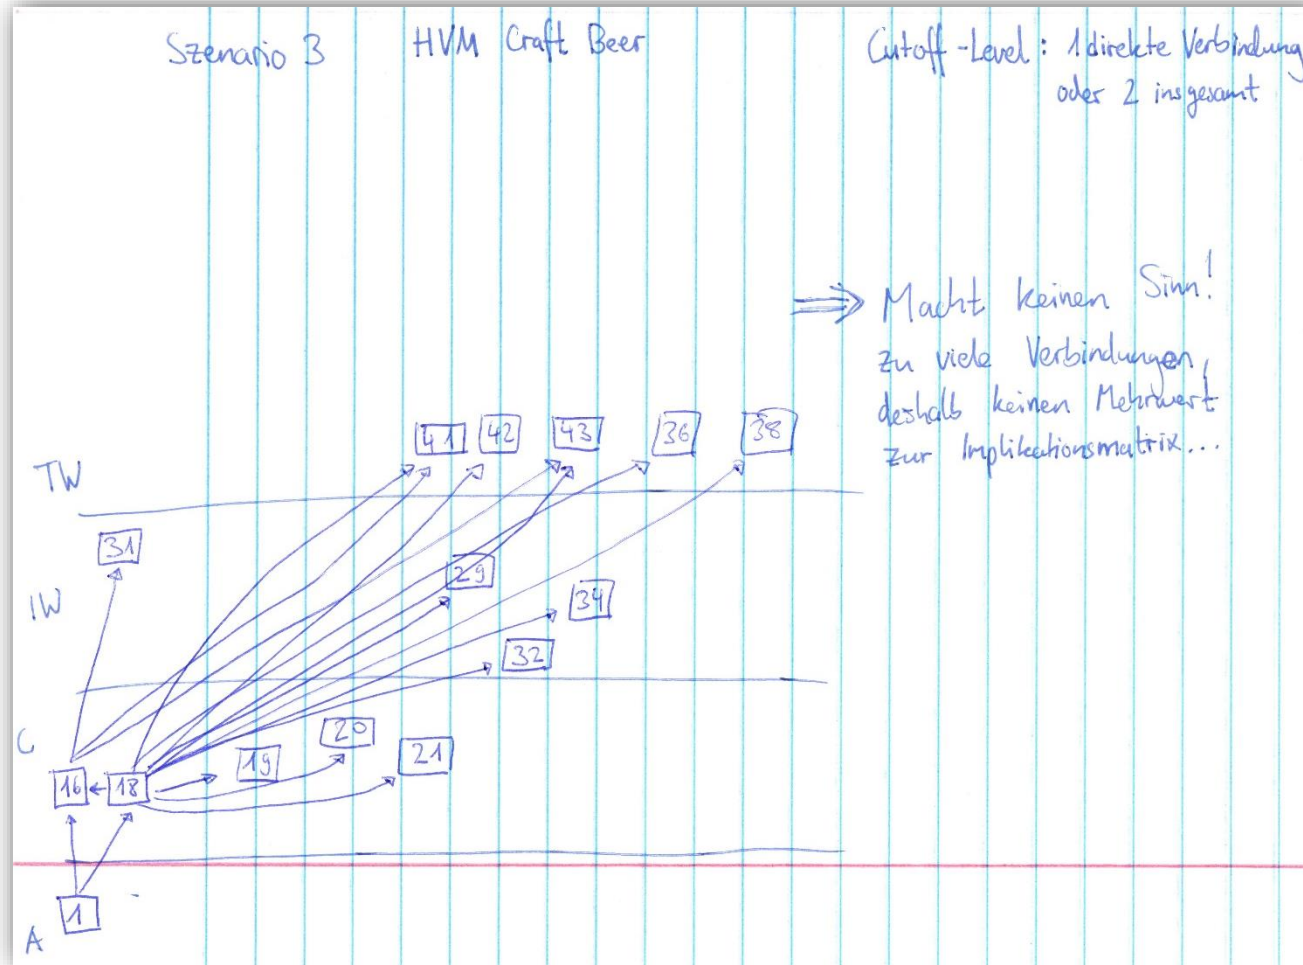 Szenario 3 HVM Craft Beer
Cutoff-Level: 1 direkte Verbindung
oder 2 insgesamt
⇒ Macht keinen Sinn!
zu viele Verbindungen,
deshalb keinen Mehrwert
zur Implikationsmatrix...
41 42 43 36 38
TW
31
29
IW
34
32
C
20
19 21
16 18
1
A